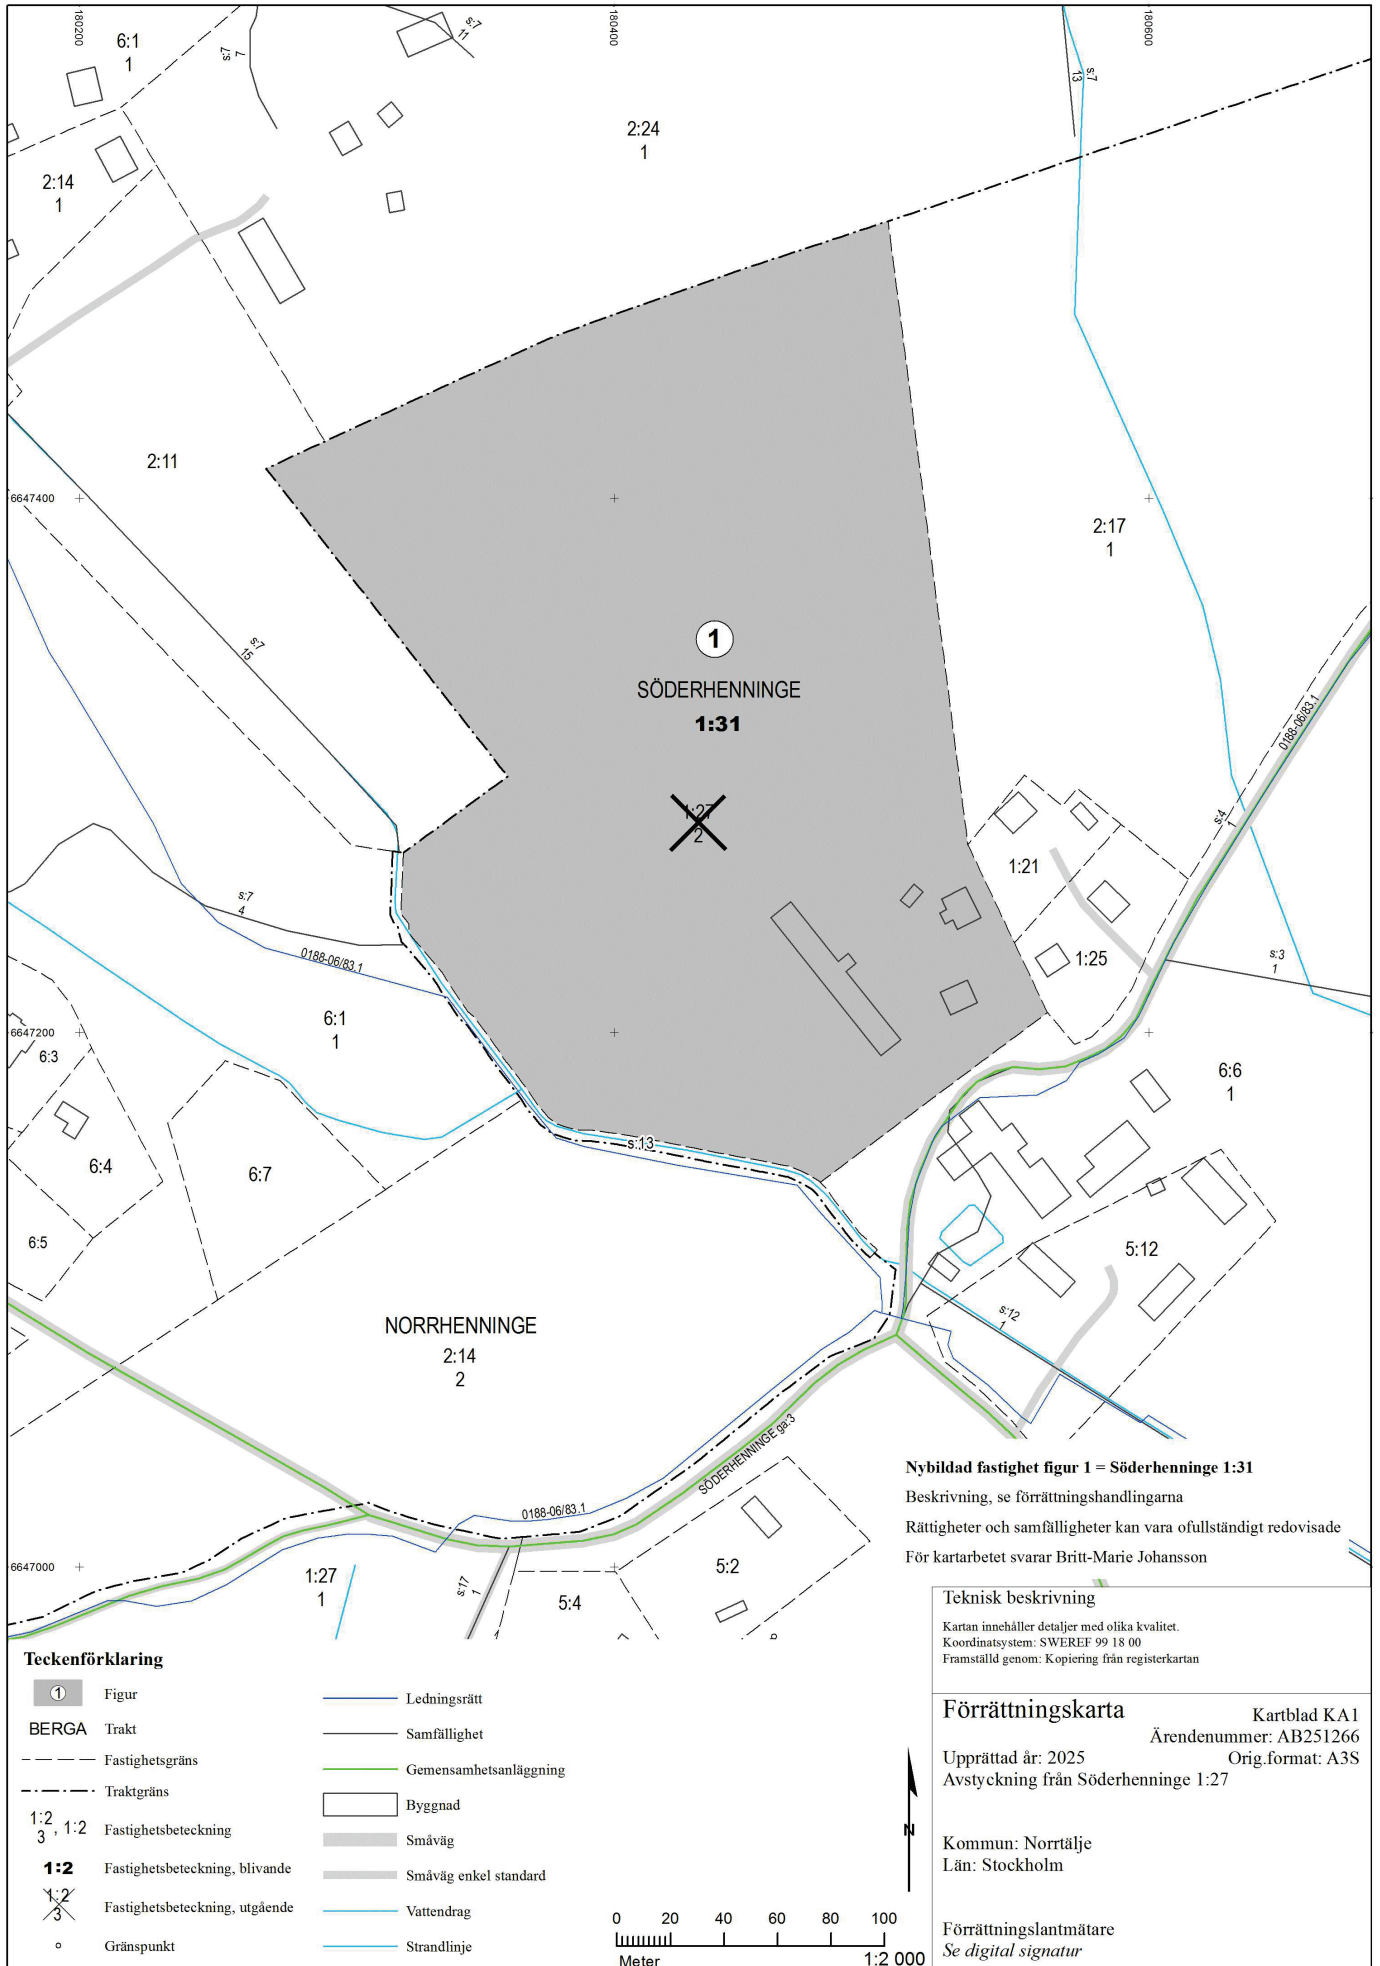 180200
180400
180600
6:1
1
s:7
7
s:7
11
2:24
1
s:7
13
2:14
1
2:11
6647400
2:17
1
s:7
15
1
SÖDERHENNINGE
1:31
1:27
2
0188-06/83.1
s:4
1
1:21
s:7
4
0188-06/83.1
1:25
s:3
1
6:1
1
6647200
6:3
6:6
1
s:13
6:4
6:7
6:5
5:12
s:12
1
NORRHENNINGE
2:14
2
SÖDERHENNINGE ga:3
0188-06/83.1
Nybildad fastighet figur 1 = Söderhenninge 1:31
Beskrivning, se förrättningshandlingarna
Rättigheter och samfälligheter kan vara ofullständigt redovisade
För kartarbetet svarar Britt-Marie Johansson
6647000
1:27
1
s:17
1
5:4
5:2
Teknisk beskrivning
Kartan innehåller detaljer med olika kvalitet.
Koordinatsystem: SWEREF 99 18 00
Framställd genom: Kopiering från registerkartan
Teckenförklaring
1 Figur
BERGA Trakt
Fastighetsgräns
Traktgräns
1:2
3 , 1:2 Fastighetsbeteckning
1:2 Fastighetsbeteckning, blivande
1:2
3 Fastighetsbeteckning, utgående
Gränspunkt
Ledningsrätt
Samfällighet
Gemensamhetsanläggning
Byggnad
Småväg
Småväg enkel standard
Vattendrag
Strandlinje
N
0 20 40 60 80 100
Meter 1:2 000
Förrättningskarta
Kartblad KA1
Ärendenummer: AB251266
Upprättad år: 2025 Orig.format: A3S
Avstyckning från Söderhenninge 1:27
Kommun: Norrtälje
Län: Stockholm
Förrättningslantmätare
Se digital signatur